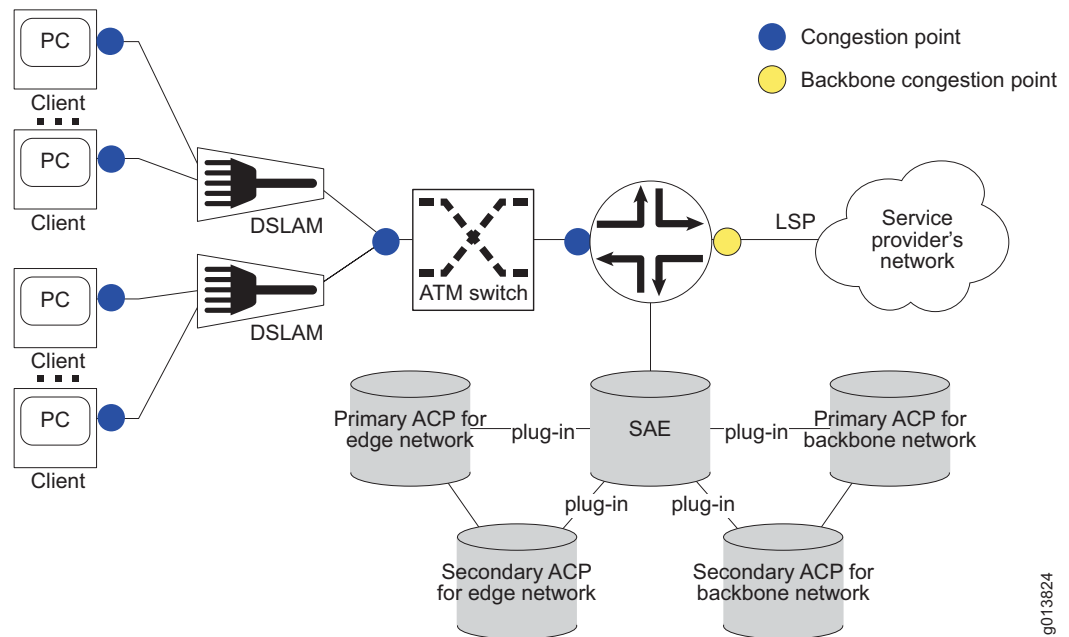 PC
Client
PC
Client
PC
Client
PC
Client
DSLAM
DSLAM
ATM switch
LSP
Service
provider's
network
Congestion point
Backbone congestion point
Primary ACP for
edge network
plug-in
SAE
plug-in
Primary ACP for
backbone network
plug-in
plug-in
Secondary ACP
for edge network
Secondary ACP for
backbone network
g013824